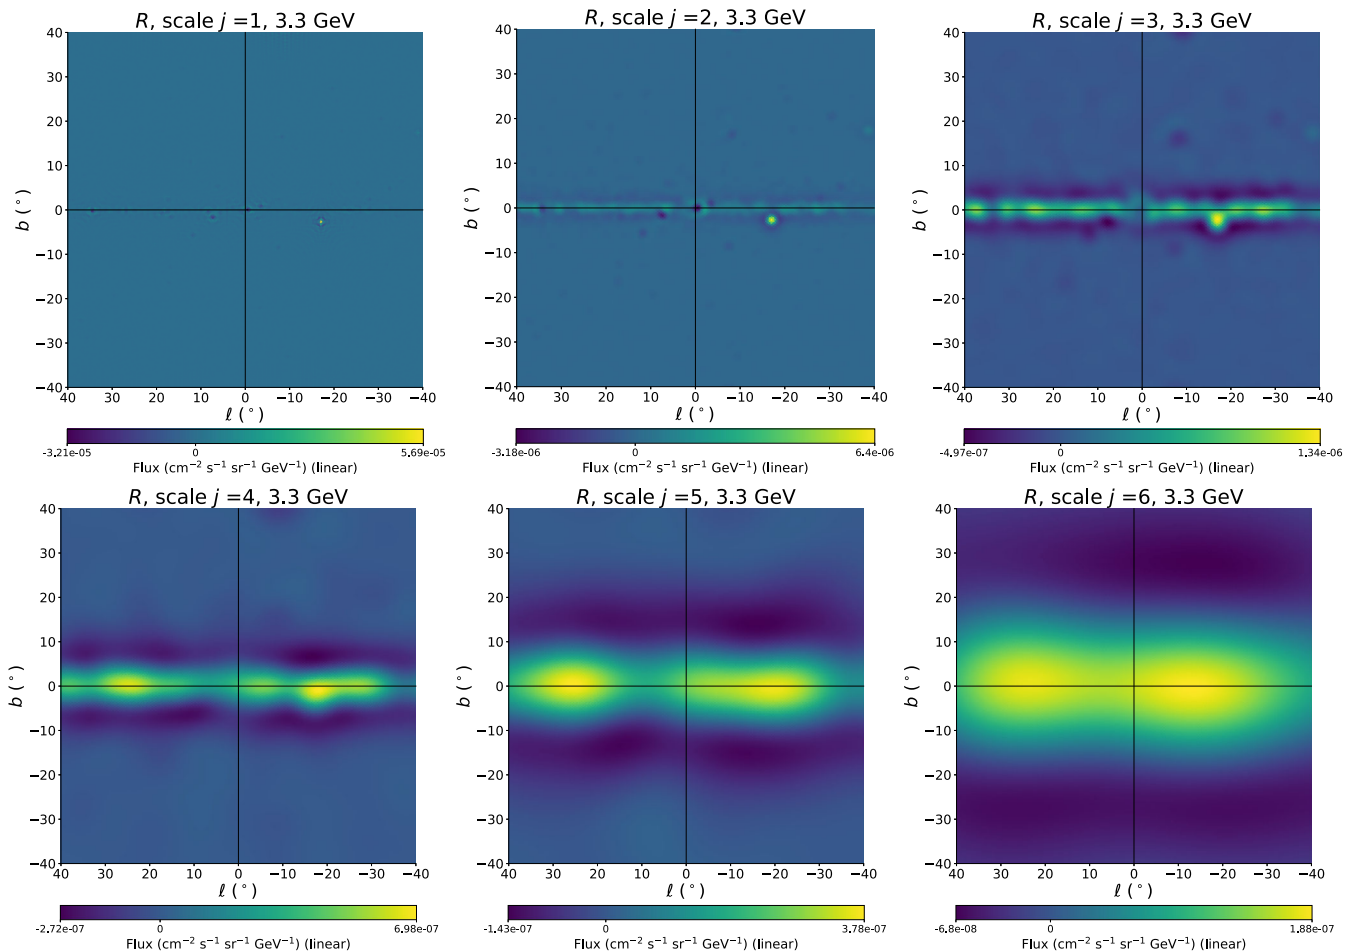 R, scale j =1, 3.3 GeV
R, scale j =2, 3.3 GeV
R, scale j =3, 3.3 GeV
40
30
20
10
0
−10
−20
−30
−40
b (°)
40 30 20 10 0 −10 −20 −30 −40
ℓ (°)
-3.21e-05 0 5.69e-05
Flux (cm⁻² s⁻¹ sr⁻¹ GeV⁻¹) (linear)
40
30
20
10
0
−10
−20
−30
−40
b (°)
40 30 20 10 0 −10 −20 −30 −40
ℓ (°)
-3.18e-06 0 6.4e-06
Flux (cm⁻² s⁻¹ sr⁻¹ GeV⁻¹) (linear)
40
30
20
10
0
−10
−20
−30
−40
b (°)
40 30 20 10 0 −10 −20 −30 −40
ℓ (°)
-4.97e-07 0 1.34e-06
Flux (cm⁻² s⁻¹ sr⁻¹ GeV⁻¹) (linear)
R, scale j =4, 3.3 GeV
R, scale j =5, 3.3 GeV
R, scale j =6, 3.3 GeV
40
30
20
10
0
−10
−20
−30
−40
b (°)
40 30 20 10 0 −10 −20 −30 −40
ℓ (°)
-2.72e-07 0 6.98e-07
Flux (cm⁻² s⁻¹ sr⁻¹ GeV⁻¹) (linear)
40
30
20
10
0
−10
−20
−30
−40
b (°)
40 30 20 10 0 −10 −20 −30 −40
ℓ (°)
-1.43e-07 0 3.78e-07
Flux (cm⁻² s⁻¹ sr⁻¹ GeV⁻¹) (linear)
40
30
20
10
0
−10
−20
−30
−40
b (°)
40 30 20 10 0 −10 −20 −30 −40
ℓ (°)
-6.8e-08 0 1.88e-07
Flux (cm⁻² s⁻¹ sr⁻¹ GeV⁻¹) (linear)